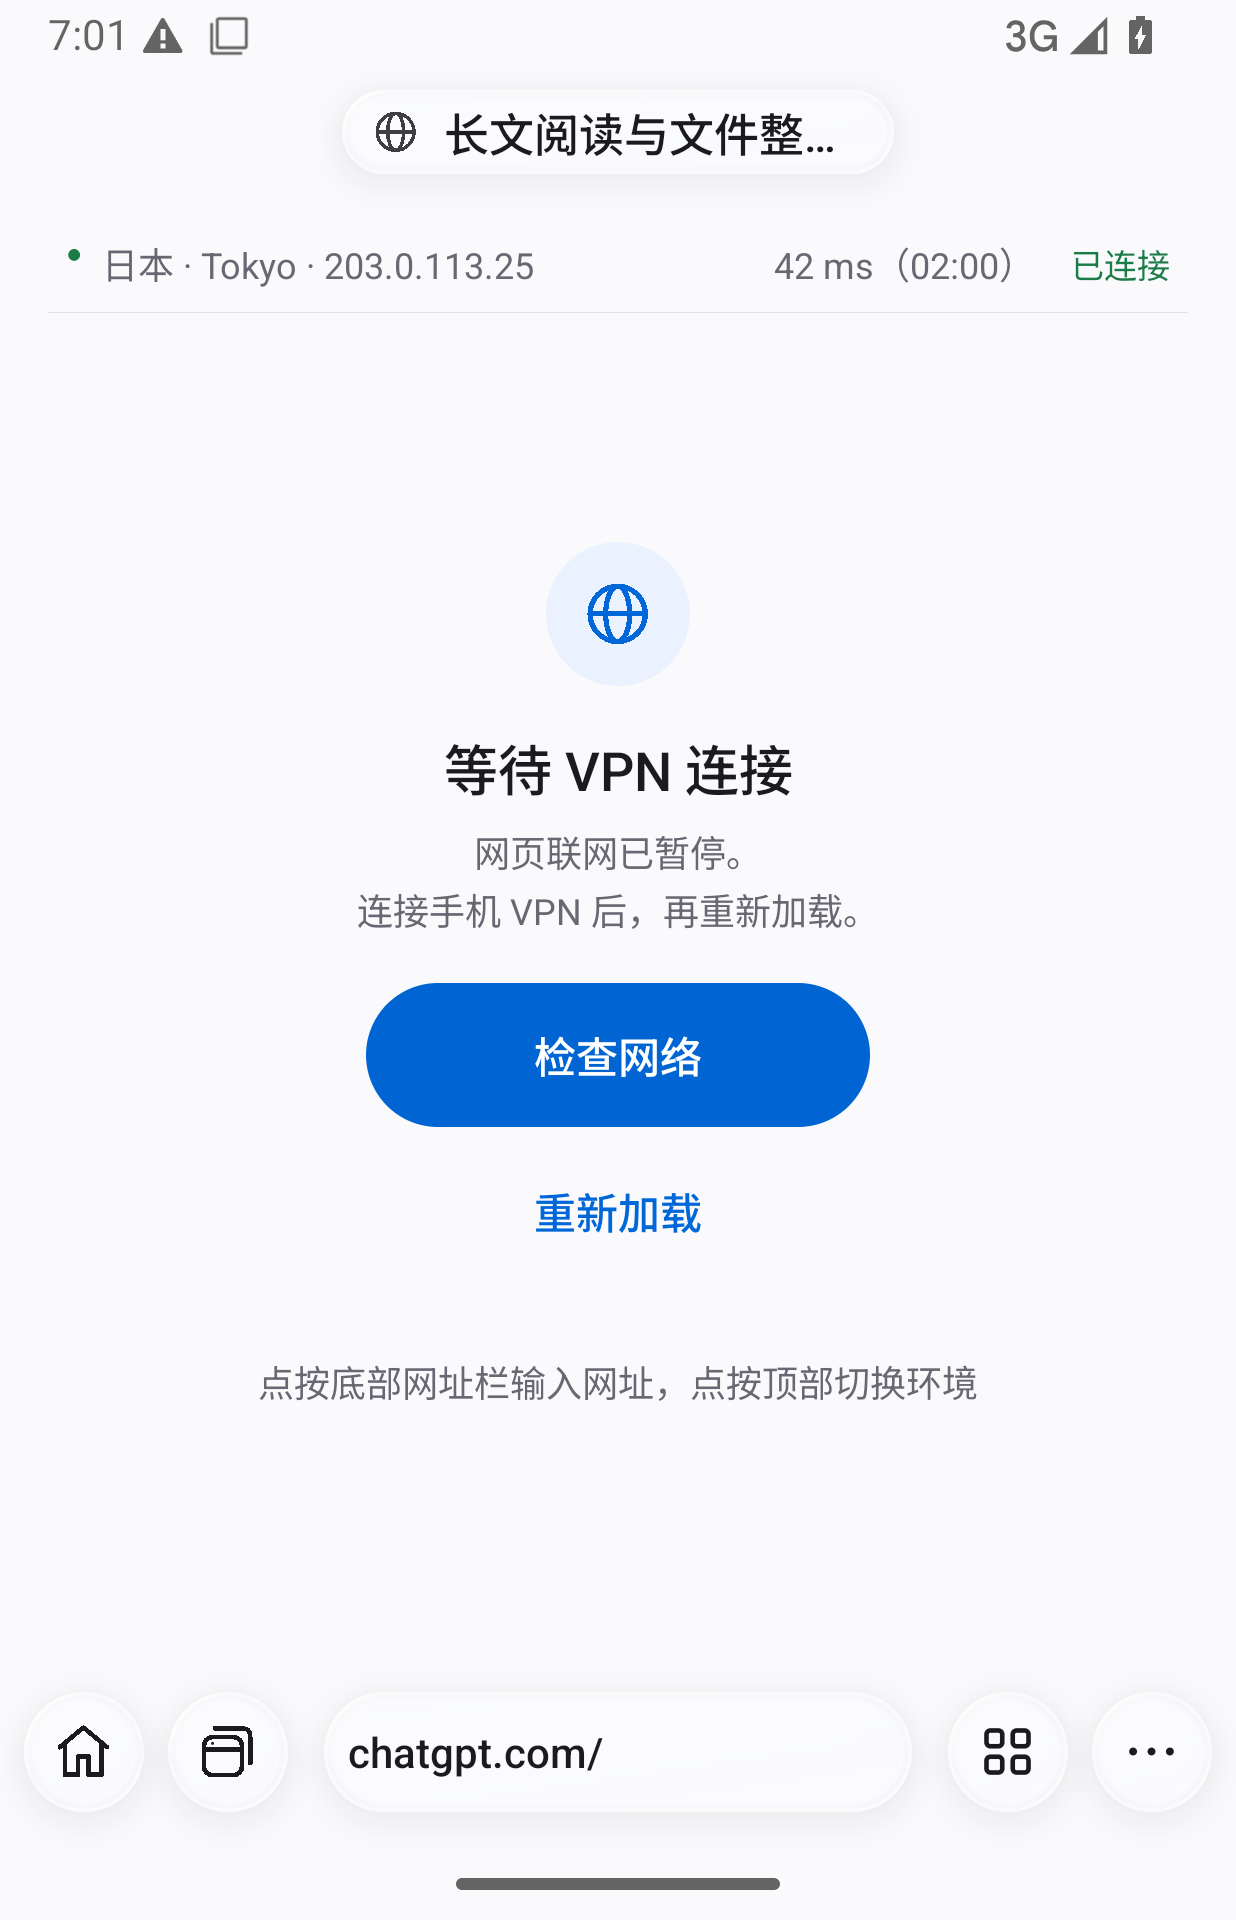 7:01
3G
长文阅读与文件整...
日本 · Tokyo · 203.0.113.25
42 ms（02:00）
已连接
等待 VPN 连接
网页联网已暂停。
连接手机 VPN 后，再重新加载。
检查网络
重新加载
点按底部网址栏输入网址，点按顶部切换环境
chatgpt.com/